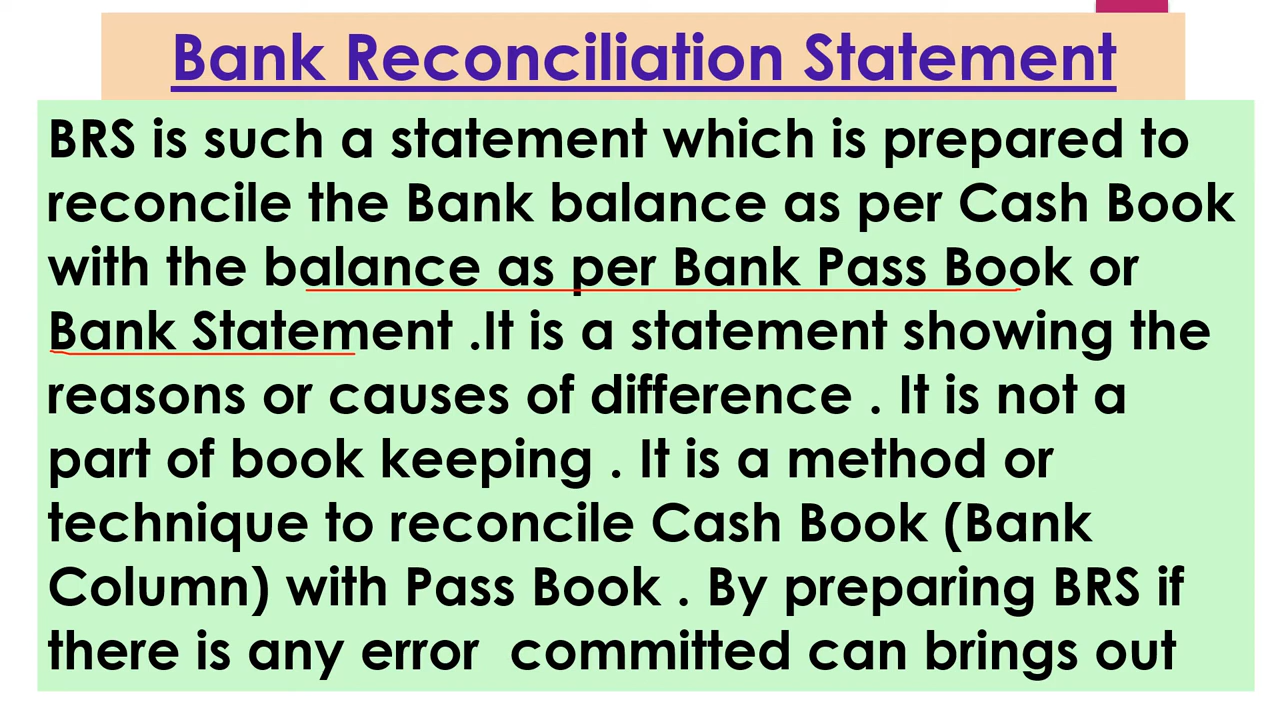 Bank Reconciliation Statement
BRS is such a statement which is prepared to
reconcile the Bank balance as per Cash Book
with the balance as per Bank Pass Book or
Bank Statement .It is a statement showing the
reasons or causes of difference . It is not a
part of book keeping . It is a method or
technique to reconcile Cash Book (Bank
Column) with Pass Book . By preparing BRS if
there is any error  committed can brings out